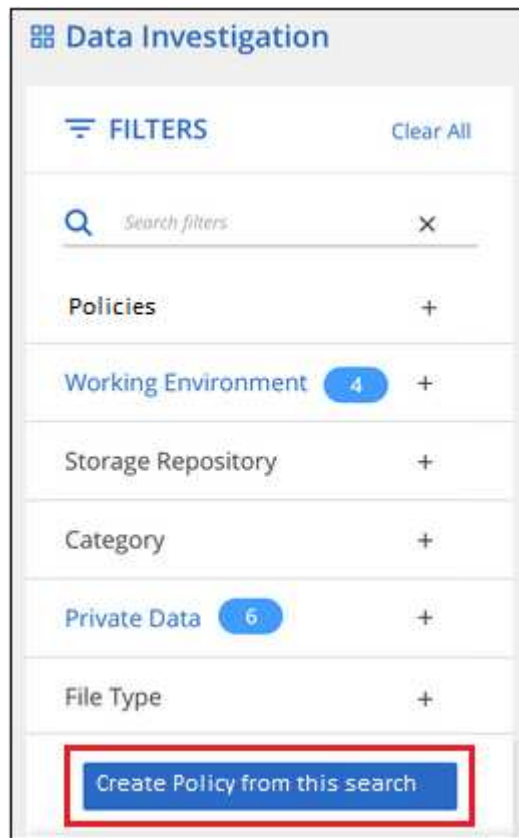 Data Investigation
FILTERS Clear All
Search filters
Policies +
Working Environment 4 +
Storage Repository +
Category +
Private Data 6 +
File Type +
Create Policy from this search